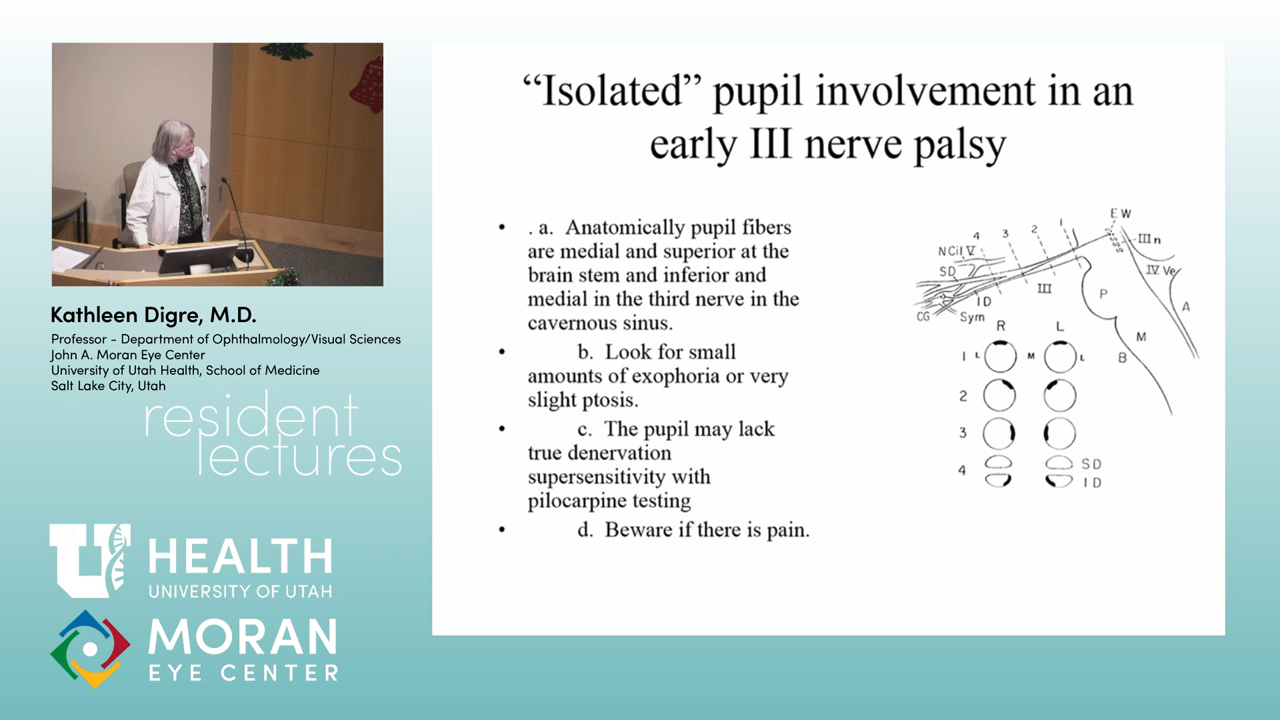 "Isolated" pupil involvement in an
early III nerve palsy
• . a. Anatomically pupil fibers
are medial and superior at the
brain stem and inferior and
medial in the third nerve in the
cavernous sinus.
• b. Look for small
amounts of exophoria or very
slight ptosis.
• c. The pupil may lack
true denervation
supersensitivity with
pilocarpine testing
• d. Beware if there is pain.
EW
4 3 2 1
III n
N Cil V
IV Ve
SD
III
P
A
ID
CG Sym
M
B
R L
1 L M L
2
3
4 SD
ID
Kathleen Digre, M.D.
Professor - Department of Ophthalmology/Visual Sciences
John A. Moran Eye Center
University of Utah Health, School of Medicine
Salt Lake City, Utah
resident
lectures
U HEALTH
UNIVERSITY OF UTAH
MORAN
EYE CENTER